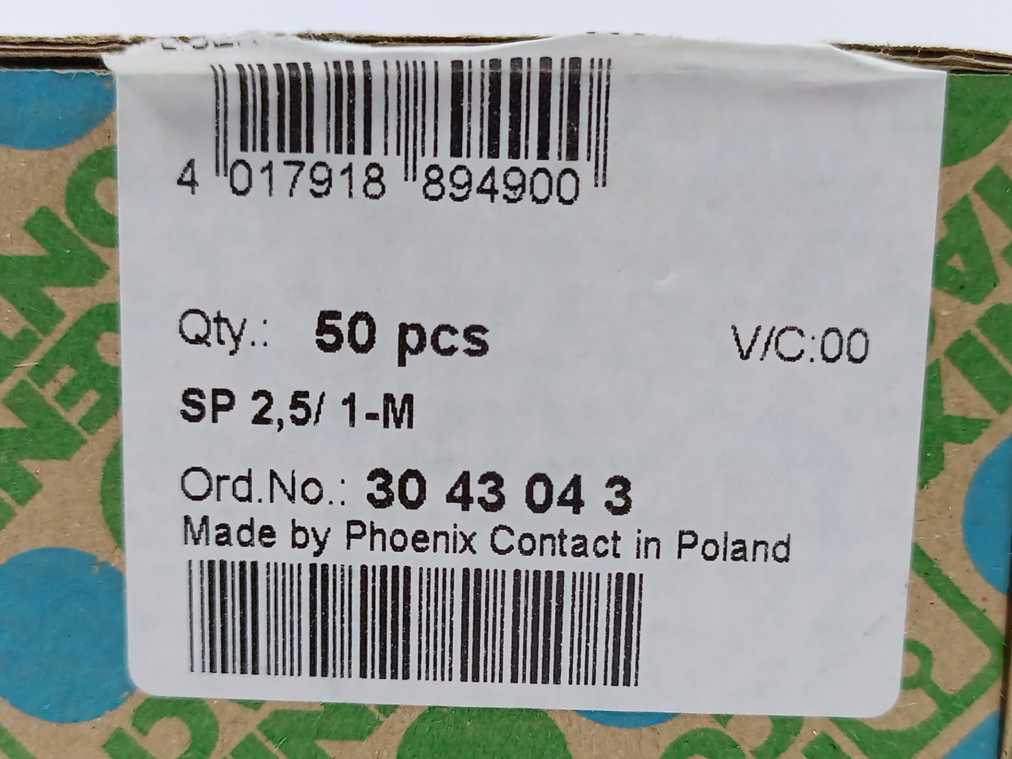 4 017918 894900
Qty.: 50 pcs V/C:00
SP 2,5/ 1-M
Ord.No.: 30 43 04 3
Made by Phoenix Contact in Poland